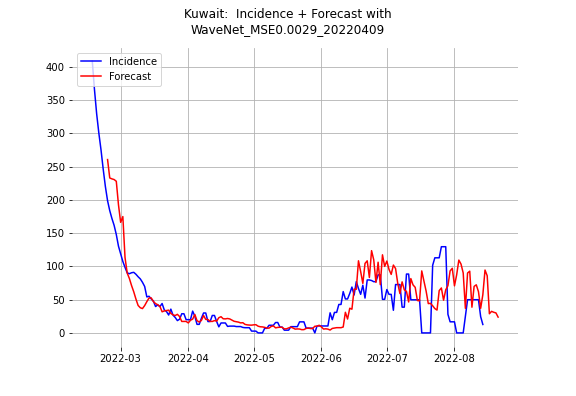 Kuwait:  Incidence + Forecast with
WaveNet_MSE0.0029_20220409
Incidence
Forecast
400
350
300
250
200
150
100
50
0
2022-03 2022-04 2022-05 2022-06 2022-07 2022-08